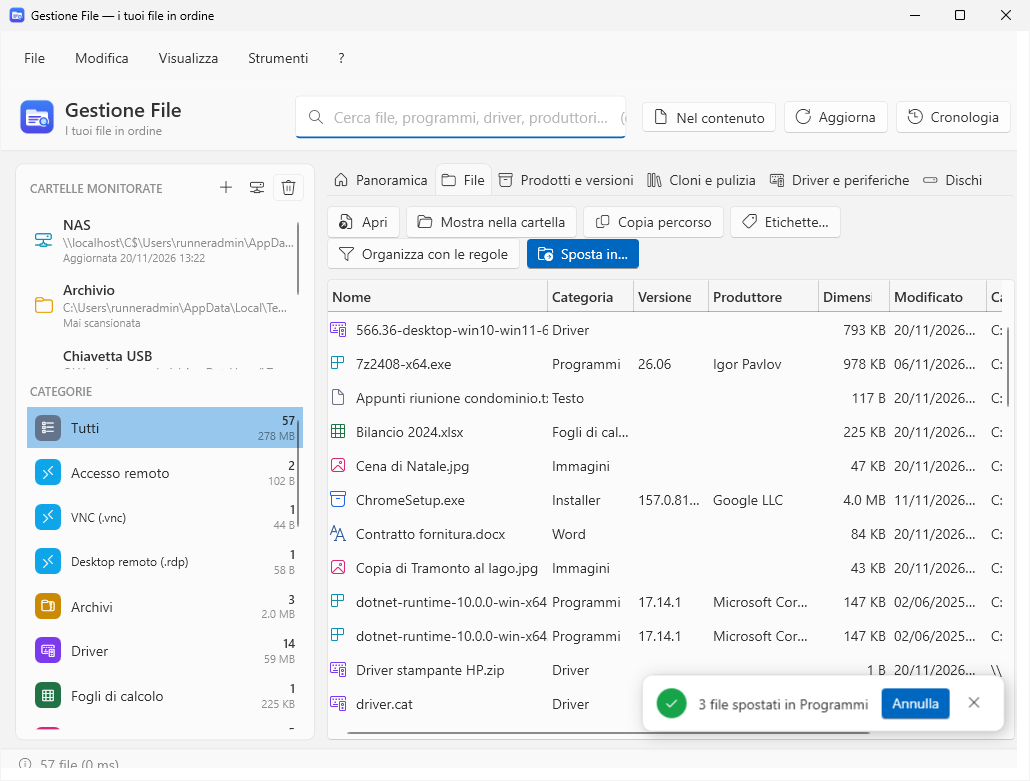 Gestione File — i tuoi file in ordine
File Modifica Visualizza Strumenti ?
Gestione File
I tuoi file in ordine
Cerca file, programmi, driver, produttori...
Nel contenuto Aggiorna Cronologia
CARTELLE MONITORATE
NAS
\\localhost\C$\Users\runneradmin\AppDa...
Aggiornata 20/11/2026 13:22
Archivio
C:\Users\runneradmin\AppData\Local\Te...
Mai scansionata
Chiavetta USB
CATEGORIE
Tutti 57
278 MB
Accesso remoto 2
102 B
VNC (.vnc) 1
44 B
Desktop remoto (.rdp) 1
58 B
Archivi 3
2.0 MB
Driver 14
59 MB
Fogli di calcolo 1
225 KB
Panoramica File Prodotti e versioni Cloni e pulizia Driver e periferiche Dischi
Apri Mostra nella cartella Copia percorso Etichette...
Organizza con le regole Sposta in...
Nome Categoria Versione Produttore Dimensi Modificato
566.36-desktop-win10-win11-6 Driver 793 KB 20/11/2026... C:
7z2408-x64.exe Programmi 26.06 Igor Pavlov 978 KB 06/11/2026... C:
Appunti riunione condominio.t Testo 117 B 20/11/2026... C:
Bilancio 2024.xlsx Fogli di cal... 225 KB 20/11/2026... C:
Cena di Natale.jpg Immagini 47 KB 20/11/2026... C:
ChromeSetup.exe Installer 157.0.81... Google LLC 4.0 MB 11/11/2026... C:
Contratto fornitura.docx Word 84 KB 20/11/2026... C:
Copia di Tramonto al lago.jpg Immagini 43 KB 20/11/2026... C:
dotnet-runtime-10.0.0-win-x64 Programmi 17.14.1 Microsoft Cor... 147 KB 02/06/2025... C:
dotnet-runtime-10.0.0-win-x64 Programmi 17.14.1 Microsoft Cor... 147 KB 02/06/2025... C:
Driver stampante HP.zip Driver 1 B 20/11/2026... \\
driver.cat Driver
3 file spostati in Programmi Annulla
57 file (0 ms)